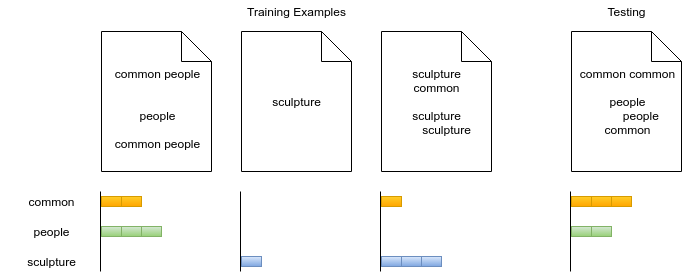 Training Examples
Testing
common people
people
common people
sculpture
sculpture
common
sculpture
sculpture
common common
people
people
common
common
people
sculpture